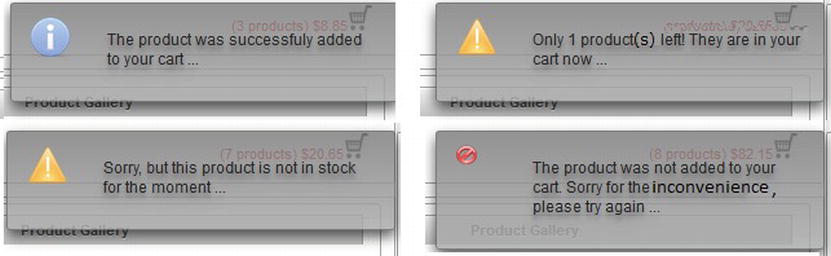 (3 products) $8.85
The product was successfuly added
to your cart ...
Product Gallery
Only 1 product(s) left! They are in your
cart now ...
Product Gallery
(7 products) $20.65
Sorry, but this product is not in stock
for the moment ...
Product Gallery
(8 products) $82.15
The product was not added to your
cart. Sorry for the inconvenience,
please try again ...
Product Gallery